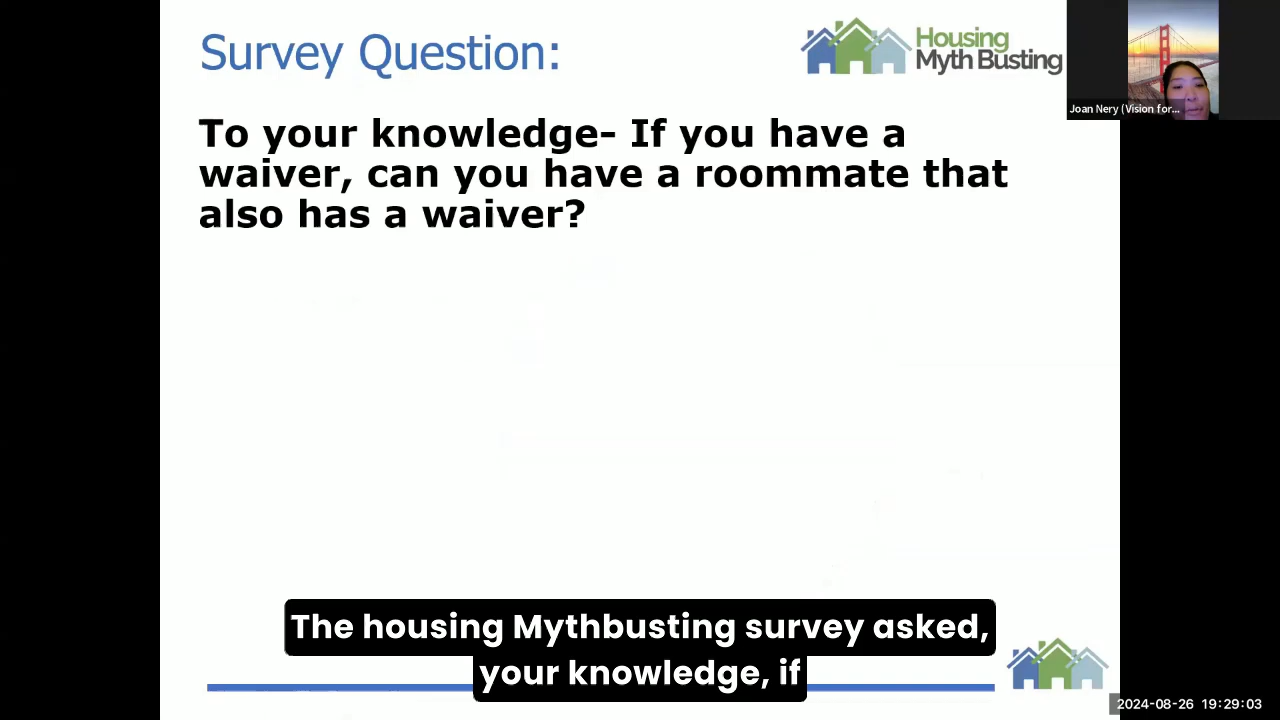 Survey Question:
Housing
Myth Busting
Joan Nery (Vision for...
To your knowledge- If you have a
waiver, can you have a roommate that
also has a waiver?
The housing Mythbusting survey asked,
your knowledge, if
2024-08-26 19:29:03